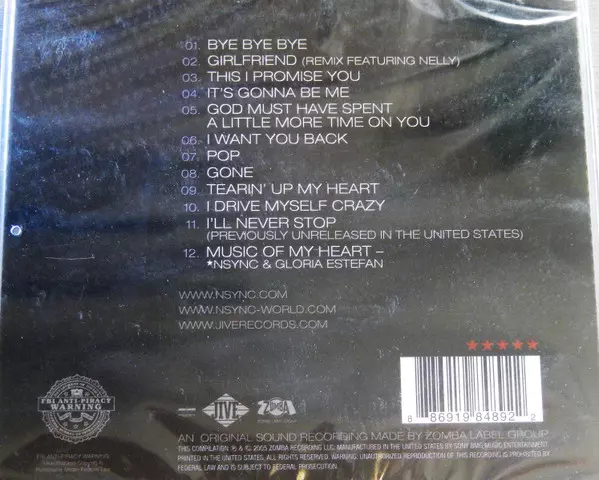 01. BYE BYE BYE
02. GIRLFRIEND (REMIX FEATURING NELLY)
03. THIS I PROMISE YOU
04. IT'S GONNA BE ME
05. GOD MUST HAVE SPENT
A LITTLE MORE TIME ON YOU
06. I WANT YOU BACK
07. POP
08. GONE
09. TEARIN' UP MY HEART
10. I DRIVE MYSELF CRAZY
11. I'LL NEVER STOP
(PREVIOUSLY UNRELEASED IN THE UNITED STATES)
12. MUSIC OF MY HEART –
*NSYNC & GLORIA ESTEFAN
WWW.NSYNC.COM
WWW.NSYNC-WORLD.COM
WWW.JIVERECORDS.COM
★★★★★
8 86919 84892 2
FBI ANTI-PIRACY
WARNING
JIVE
ZOMBA
FBI ANTI-PIRACY WARNING:
AN ORIGINAL SOUND RECORDING MADE BY ZOMBA LABEL GROUP
THIS COMPILATION ℗ & © 2005 ZOMBA RECORDING LLC. MANUFACTURED IN THE UNITED STATES BY SONY BMG MUSIC ENTERTAINMENT
PRINTED IN THE UNITED STATES. ALL RIGHTS RESERVED. WARNING: UNAUTHORIZED REPRODUCTION OF THIS RECORDING IS PROHIBITED BY
FEDERAL LAW AND IS SUBJECT TO FEDERAL PROSECUTION.